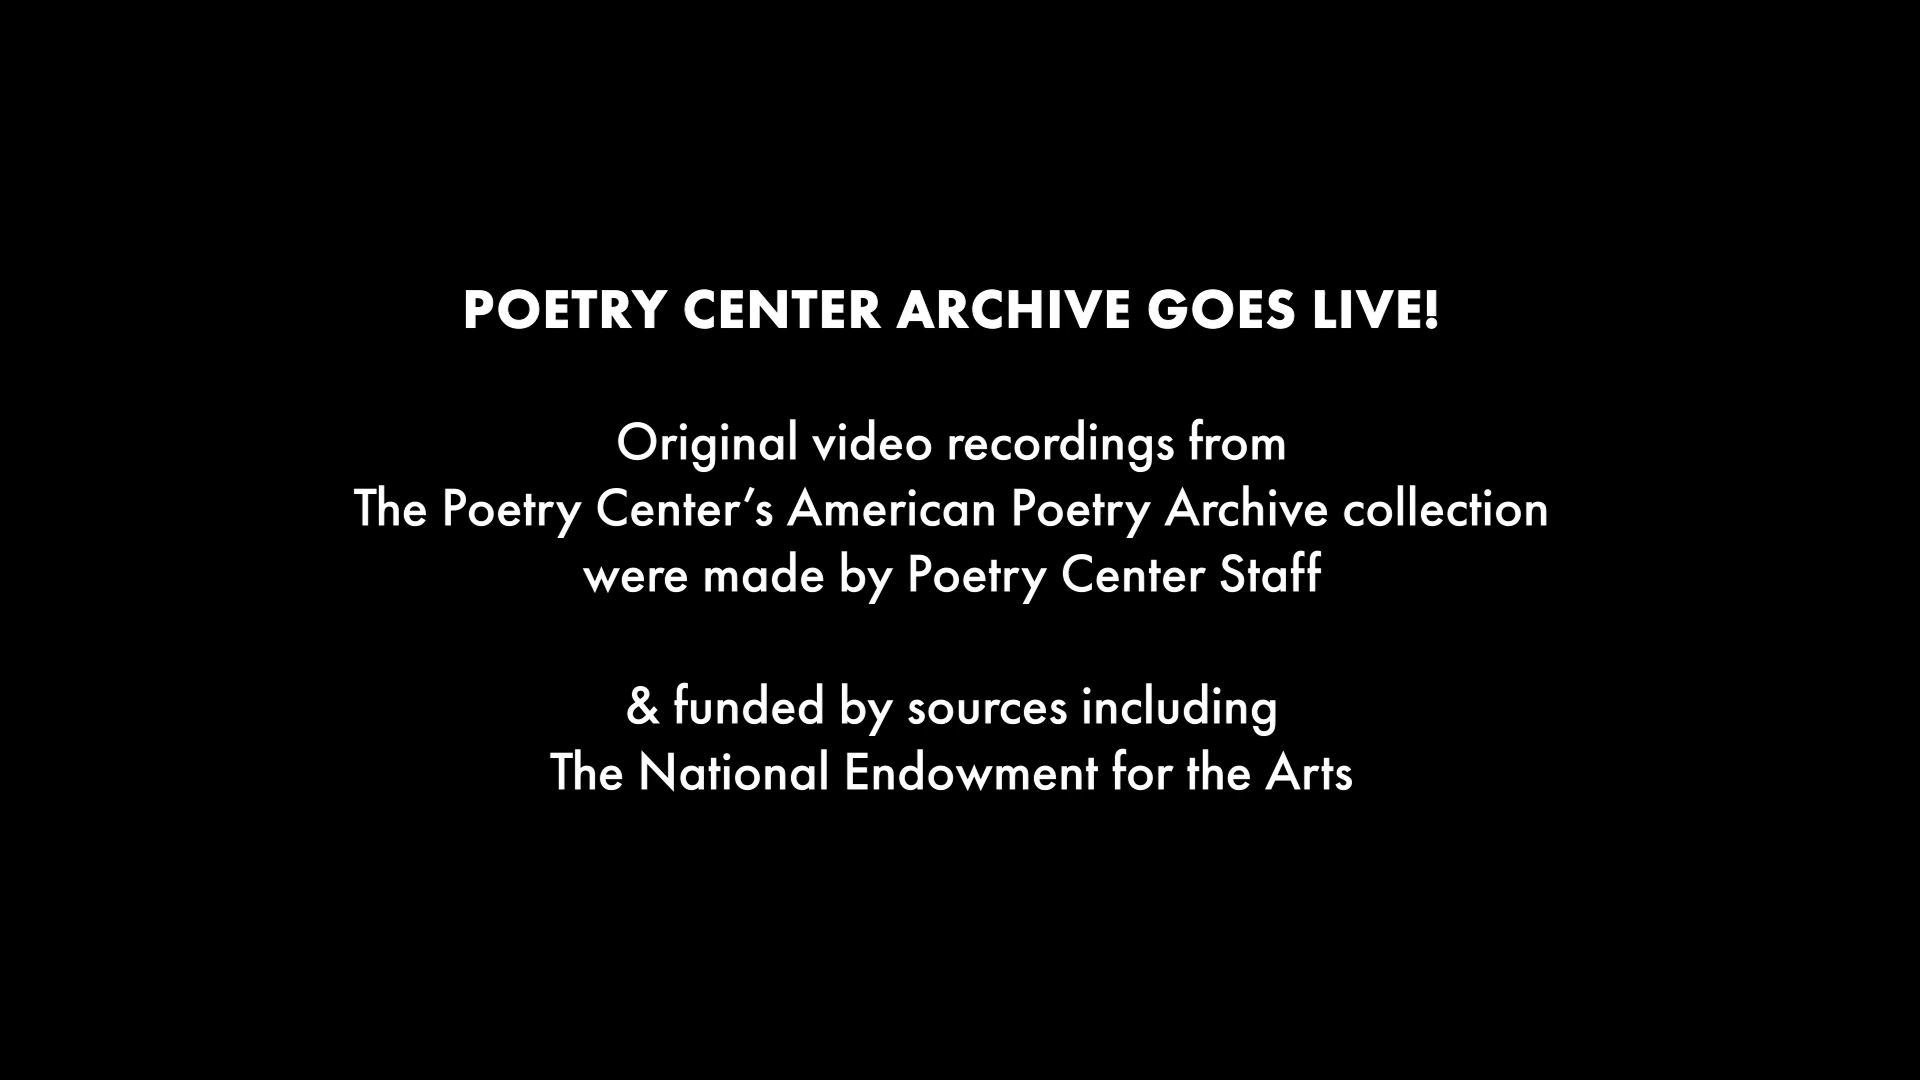 POETRY CENTER ARCHIVE GOES LIVE!
Original video recordings from
The Poetry Center’s American Poetry Archive collection
were made by Poetry Center Staff
& funded by sources including
The National Endowment for the Arts